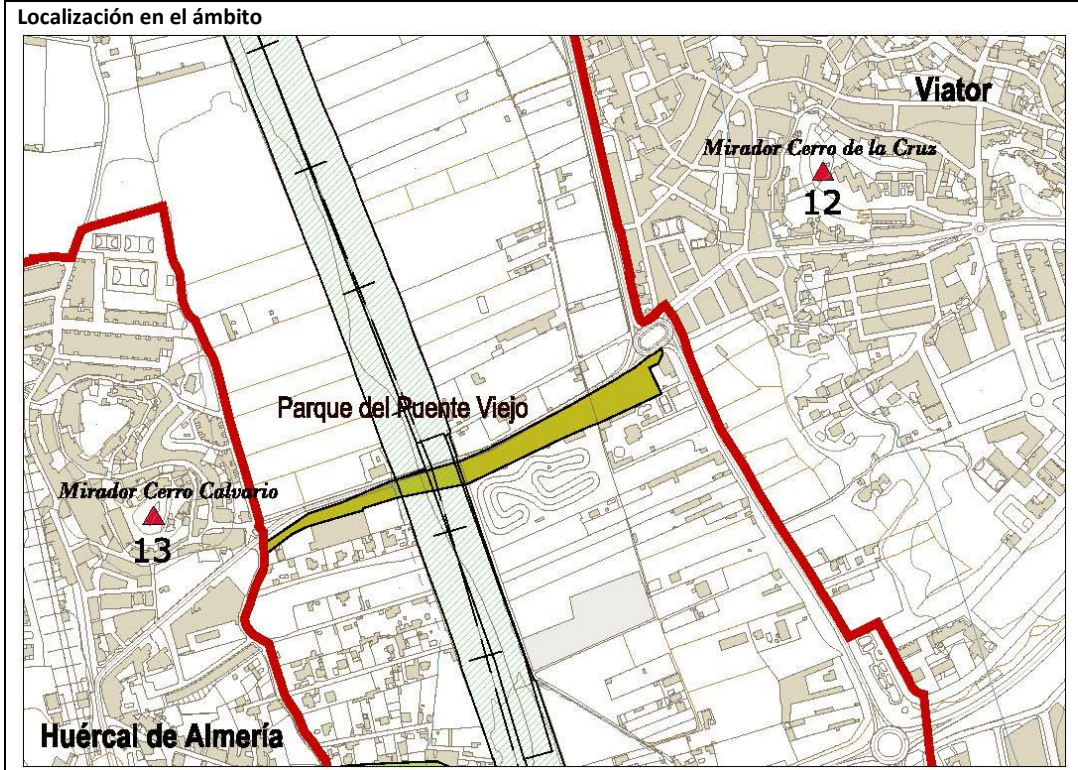 Localización en el ámbito
Viator
Mirador Cerro de la Cruz
12
Parque del Puente Viejo
Mirador Cerro Calvario
13
Huércal de Almería